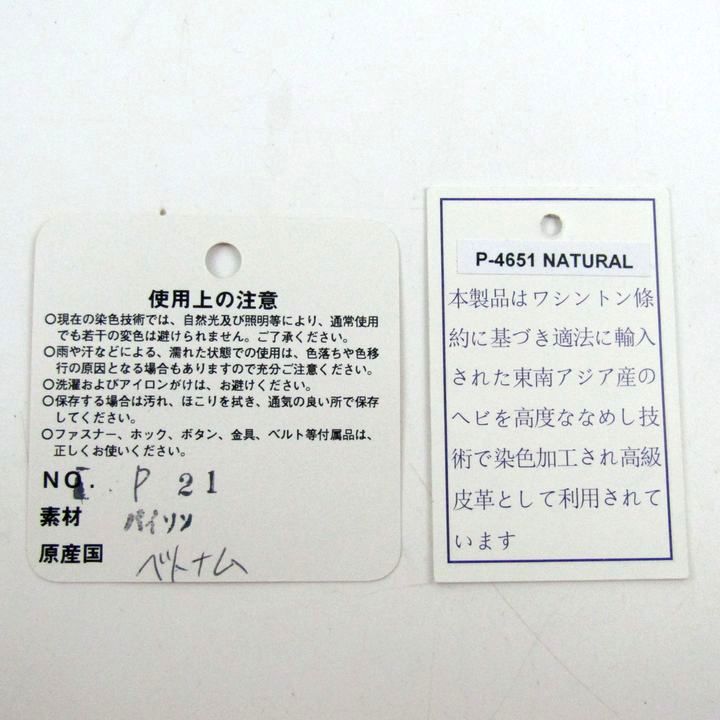 使用上の注意
○現在の染色技術では、自然光及び照明等により、通常使用
でも若干の変色は避けられません。ご了承ください。
○雨や汗などによる、濡れた状態での使用は、色落ちや色移
行の原因となる場合もありますので充分ご注意ください。
○洗濯およびアイロンがけは、お避けください。
○保存する場合は汚れ、ほこりを拭き、通気の良い所で保存
してください。
○ファスナー、ホック、ボタン、金具、ベルト等付属品は、
正しくお使いください。
NO. P 21
素材 パイソン
原産国 ベトナム
P-4651 NATURAL
本製品はワシントン條
約に基づき適法に輸入
された東南アジア産の
ヘビを高度ななめし技
術で染色加工され高級
皮革として利用されて
います